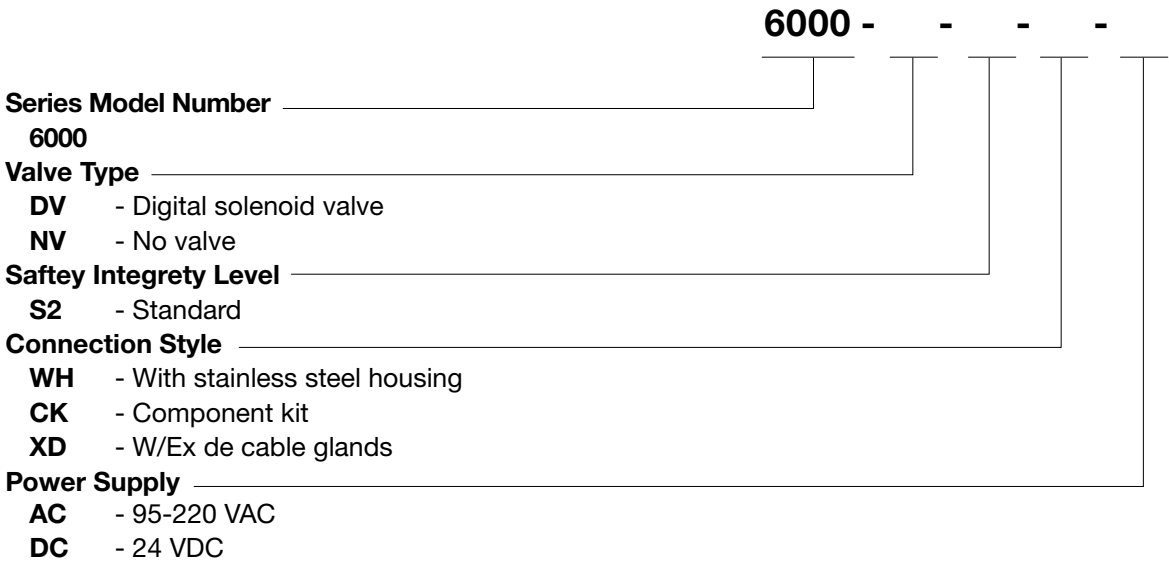 6000 - - - -
Series Model Number
6000
Valve Type
DV - Digital solenoid valve
NV - No valve
Saftey Integrety Level
S2 - Standard
Connection Style
WH - With stainless steel housing
CK - Component kit
XD - W/Ex de cable glands
Power Supply
AC - 95-220 VAC
DC - 24 VDC